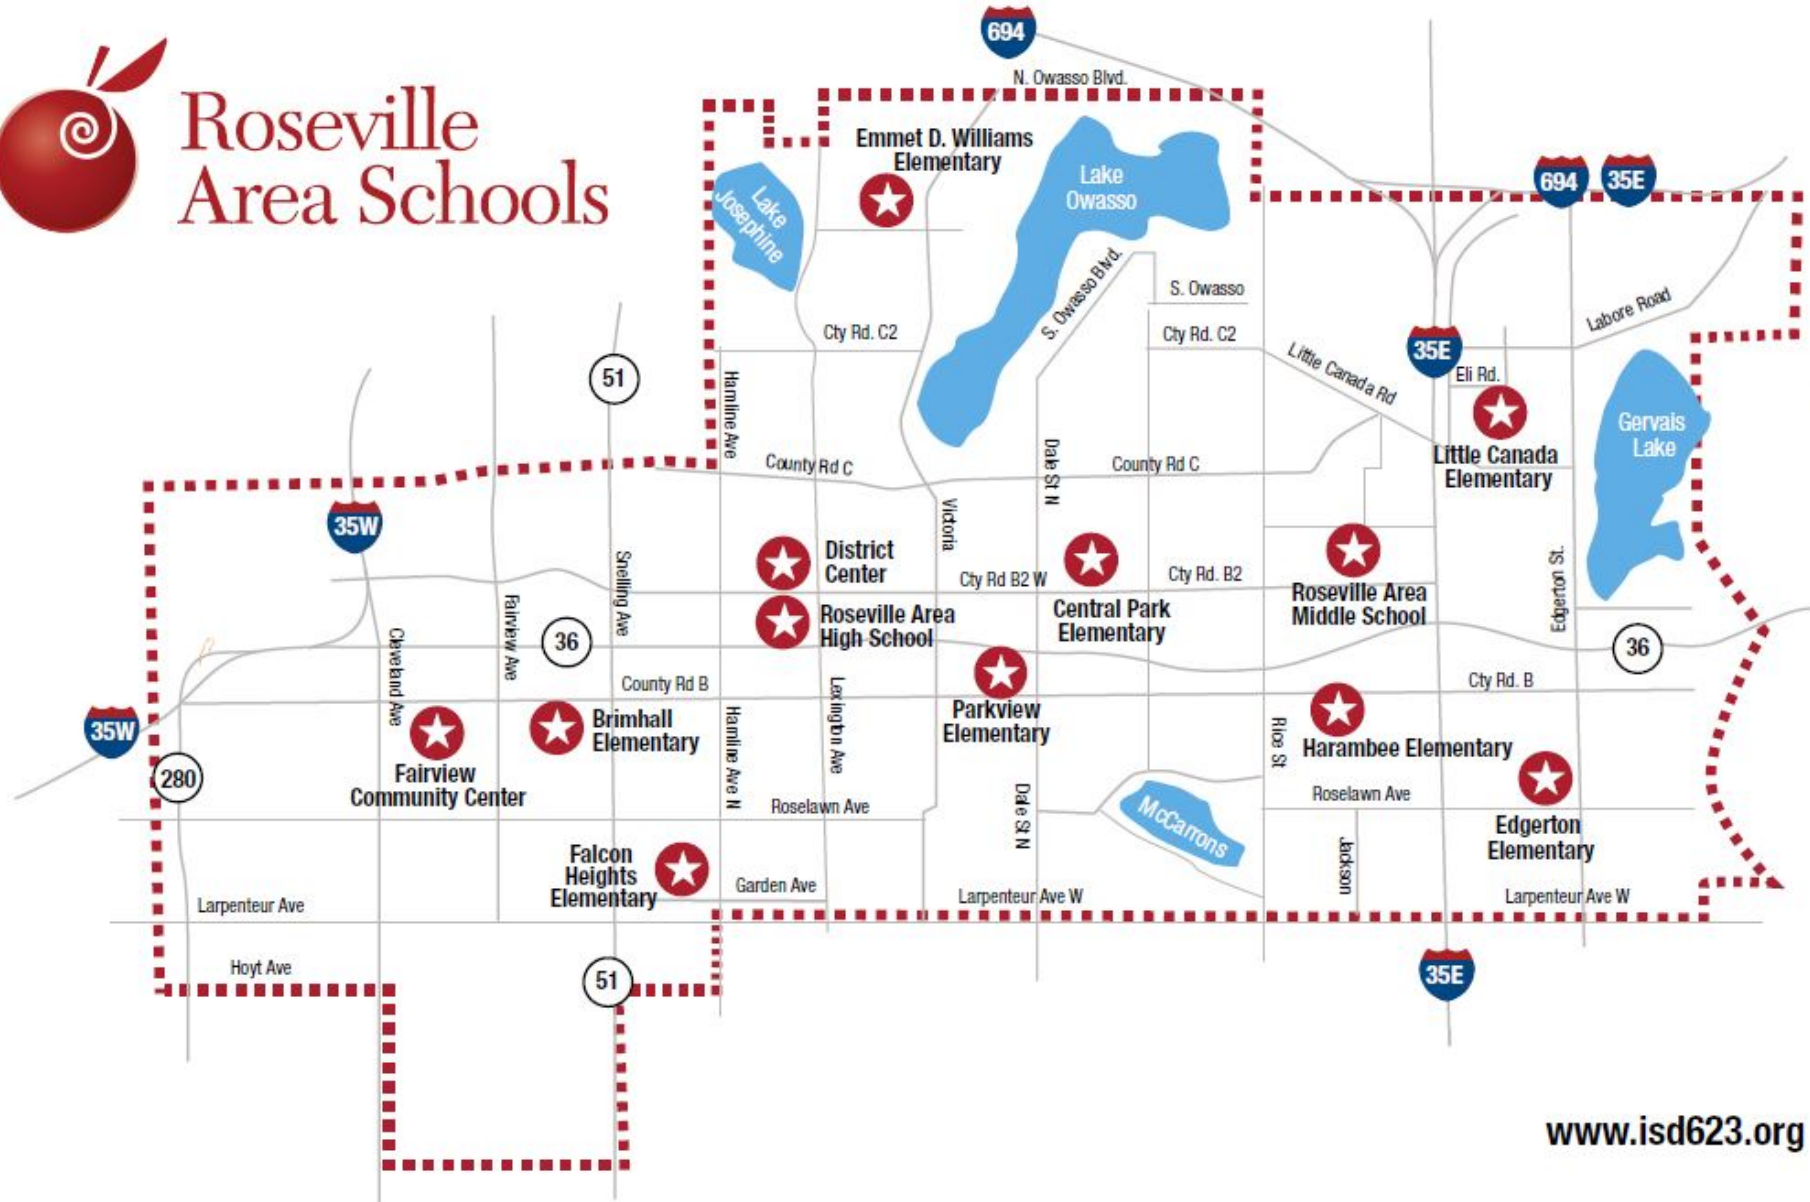 Roseville
Area Schools
694
N. Owasso Blvd.
Emmet D. Williams
Elementary
Lake
Josephine
Lake
Owasso
694
35E
S. Owasso Blvd.
S. Owasso
Labore Road
Cty Rd. C2
Cty Rd. C2
Little Canada Rd
35E
Eli Rd.
51
Hamline Ave
Gervais
Lake
Little Canada
Elementary
County Rd C
County Rd C
Dale St N
35W
Victoria
District
Center
Cty Rd B2 W
Cty Rd. B2
Snelling Ave
Fairview Ave
Roseville Area
High School
Central Park
Elementary
Roseville Area
Middle School
Edgerton St.
36
36
Cleveland Ave
County Rd B
Cty Rd. B
Lexington Ave
Parkview
Elementary
35W
Brimhall
Elementary
Hamline Ave N
Rice St
Harambee Elementary
280
Fairview
Community Center
Roselawn Ave
Roselawn Ave
Dale St N
McCarrons
Edgerton
Elementary
Jackson
Falcon
Heights
Elementary
Garden Ave
Larpenteur Ave
Larpenteur Ave W
Larpenteur Ave W
Hoyt Ave
51
35E
www.isd623.org